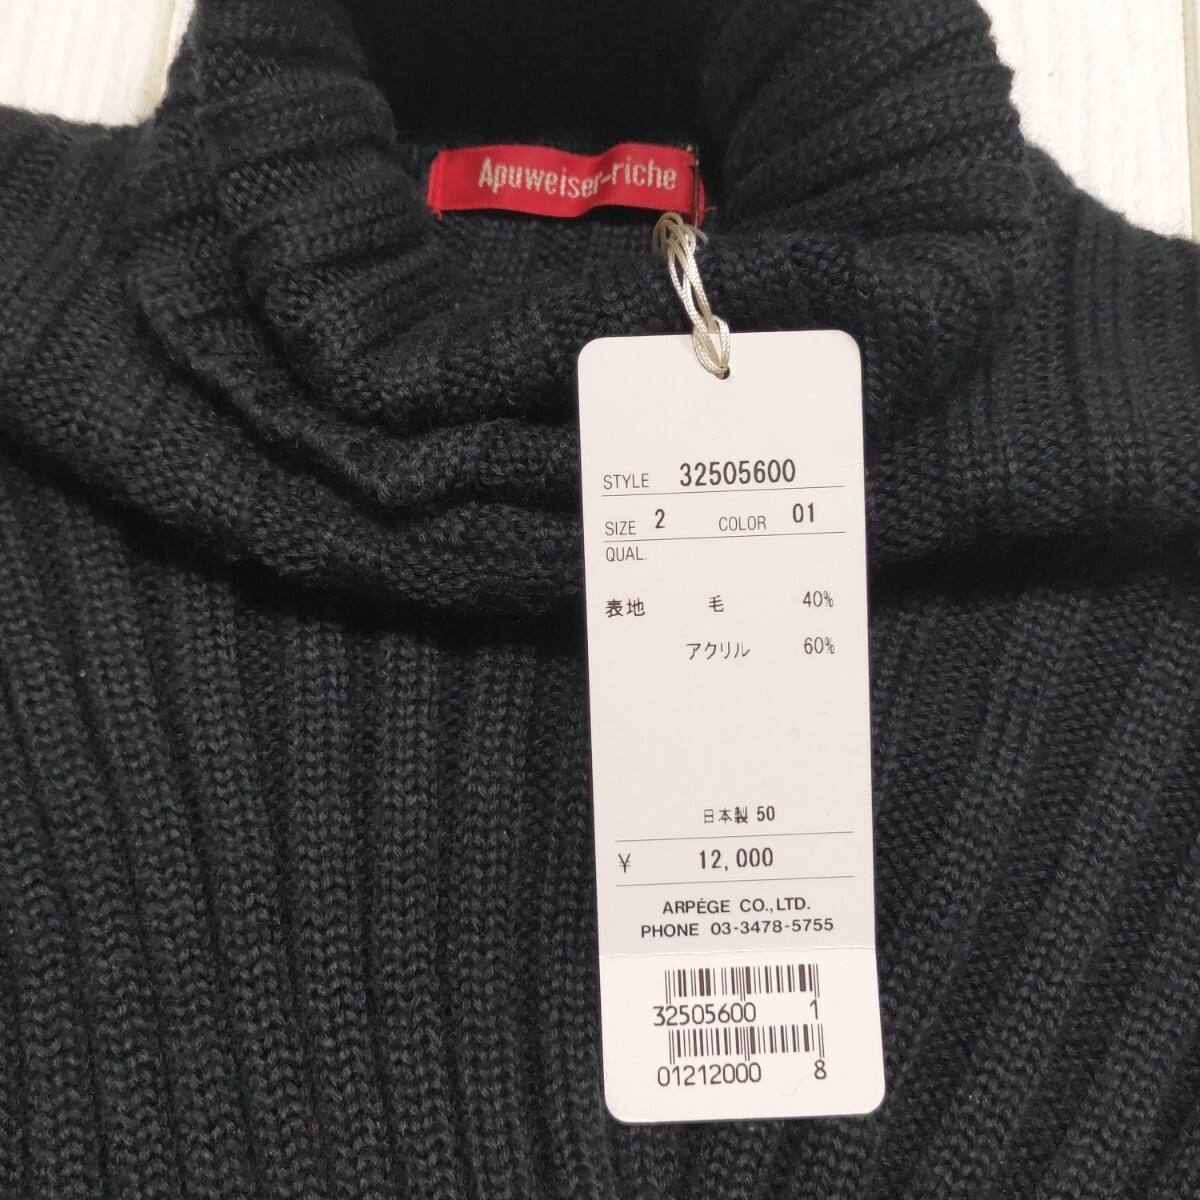 Apuweiser-riche
STYLE 32505600
SIZE 2 COLOR 01
QUAL.
表地 毛 40%
アクリル 60%
日本製 50
¥ 12,000
ARPÉGE CO.,LTD.
PHONE 03-3478-5755
32505600 1
01212000 8